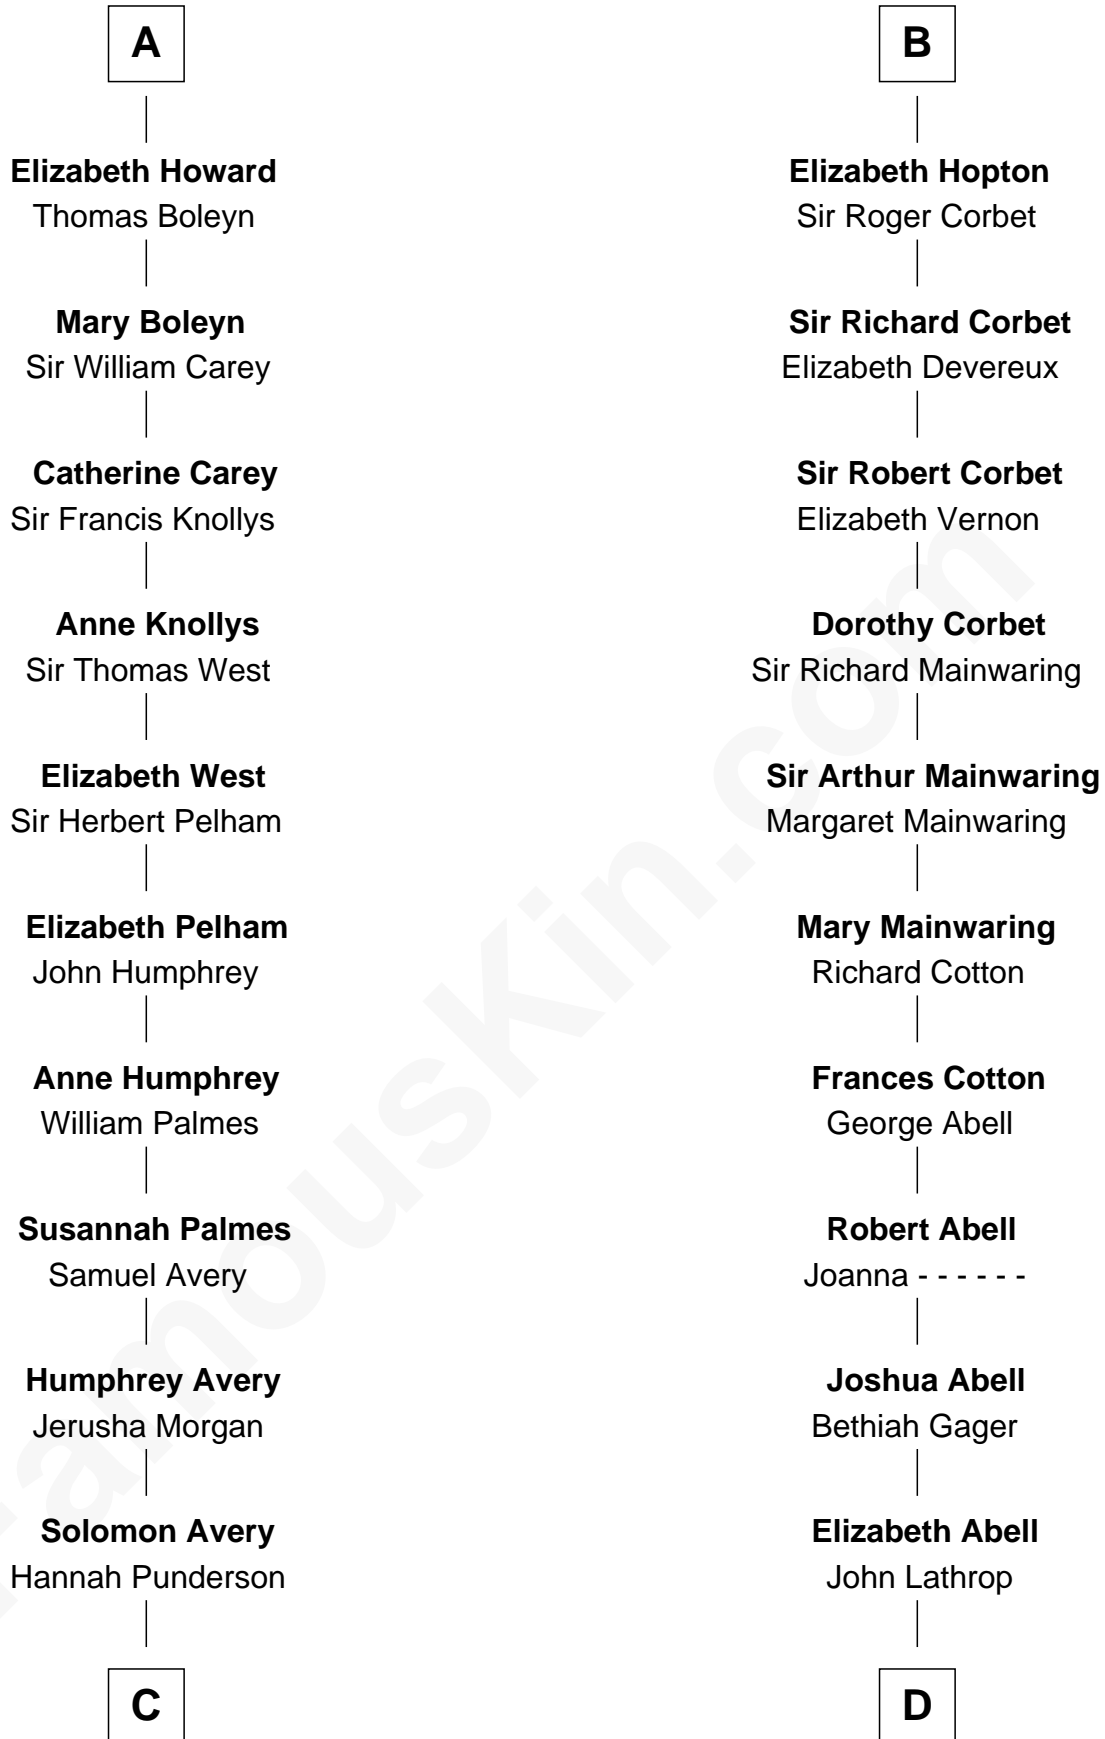 A
Elizabeth Howard
Thomas Boleyn
Mary Boleyn
Sir William Carey
Catherine Carey
Sir Francis Knollys
Anne Knollys
Sir Thomas West
Elizabeth West
Sir Herbert Pelham
Elizabeth Pelham
John Humphrey
Anne Humphrey
William Palmes
Susannah Palmes
Samuel Avery
Humphrey Avery
Jerusha Morgan
Solomon Avery
Hannah Punderson
C
B
Elizabeth Hopton
Sir Roger Corbet
Sir Richard Corbet
Elizabeth Devereux
Sir Robert Corbet
Elizabeth Vernon
Dorothy Corbet
Sir Richard Mainwaring
Sir Arthur Mainwaring
Margaret Mainwaring
Mary Mainwaring
Richard Cotton
Frances Cotton
George Abell
Robert Abell
Joanna - - - - - -
Joshua Abell
Bethiah Gager
Elizabeth Abell
John Lathrop
D
FamousKin.com